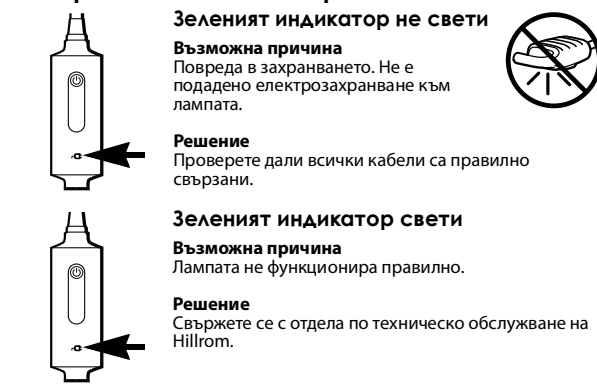 Зеленият индикатор не свети
Възможна причина
Повреда в захранването. Не е
подадено електрозахранване към
лампата.
Решение
Проверете дали всички кабели са правилно
свързани.
Зеленият индикатор свети
Възможна причина
Лампата не функционира правилно.
Решение
Свържете се с отдела по техническо обслужване на
Hillrom.